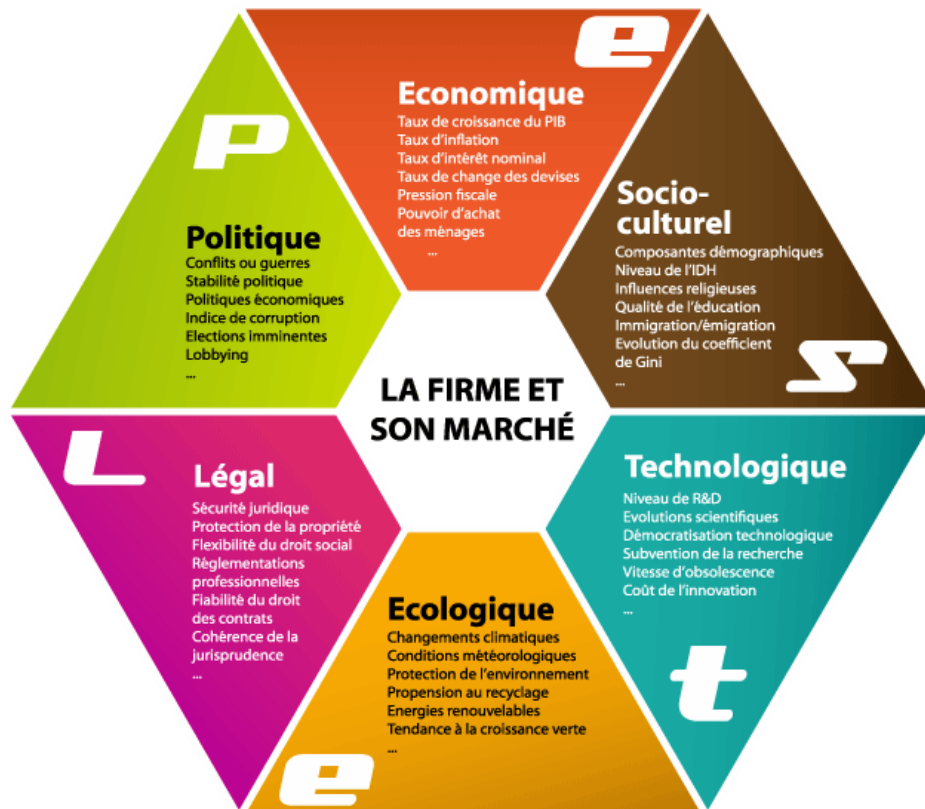 P
Politique
Conflits ou guerres
Stabilité politique
Politiques économiques
Indice de corruption
Elections imminentes
Lobbying
...
e
Economique
Taux de croissance du PIB
Taux d'inflation
Taux d'intérêt nominal
Taux de change des devises
Pression fiscale
Pouvoir d'achat
des ménages
...
Socio-
culturel
Composantes démographiques
Niveau de l'IDH
Influences religieuses
Qualité de l'éducation
Immigration/émigration
Evolution du coefficient
de Gini
...
s
LA FIRME ET
SON MARCHÉ
Technologique
Niveau de R&D
Evolutions scientifiques
Démocratisation technologique
Subvention de la recherche
Vitesse d'obsolescence
Coût de l'innovation
...
t
Ecologique
Changements climatiques
Conditions météorologiques
Protection de l'environnement
Propension au recyclage
Energies renouvelables
Tendance à la croissance verte
...
e
L
Légal
Sécurité juridique
Protection de la propriété
Flexibilité du droit social
Règlementations
professionnelles
Fiabilité du droit
des contrats
Cohérence de la
jurisprudence
...